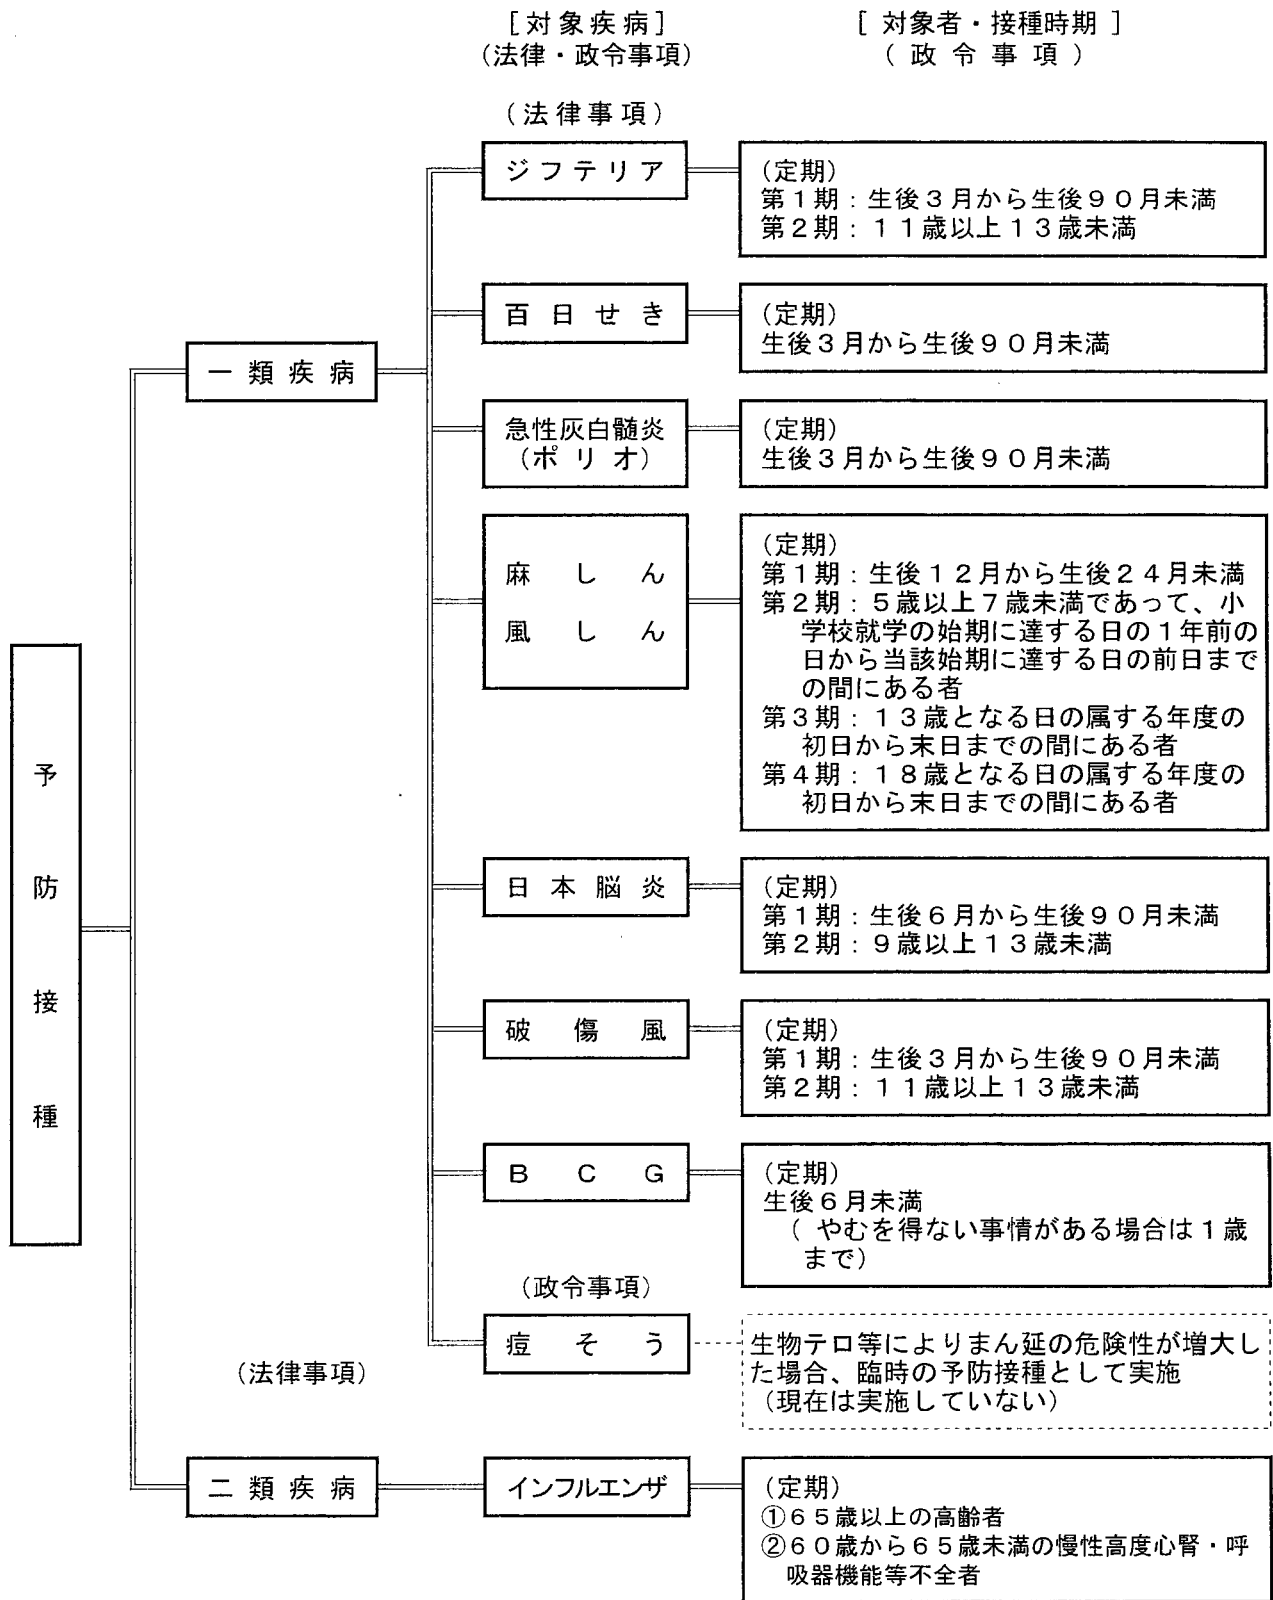 [対象疾病]
(法律・政令事項)
[ 対象者・接種時期 ]
( 政 令 事 項 )
(法律事項)
ジフテリア
(定期)
第1期：生後3月から生後90月未満
第2期：11歳以上13歳未満
百日せき
(定期)
生後3月から生後90月未満
一類疾病
急性灰白髄炎
(ポリオ)
(定期)
生後3月から生後90月未満
麻しん
風しん
(定期)
第1期：生後12月から生後24月未満
第2期：5歳以上7歳未満であって、小
学校就学の始期に達する日の1年前の
日から当該始期に達する日の前日まで
の間にある者
第3期：13歳となる日の属する年度の
初日から末日までの間にある者
第4期：18歳となる日の属する年度の
初日から末日までの間にある者
予防接種
日本脳炎
(定期)
第1期：生後6月から生後90月未満
第2期：9歳以上13歳未満
破傷風
(定期)
第1期：生後3月から生後90月未満
第2期：11歳以上13歳未満
BCG
(定期)
生後6月未満
( やむを得ない事情がある場合は1歳
まで)
(政令事項)
痘そう
生物テロ等によりまん延の危険性が増大し
た場合、臨時の予防接種として実施
(現在は実施していない)
(法律事項)
二類疾病
インフルエンザ
(定期)
①65歳以上の高齢者
②60歳から65歳未満の慢性高度心腎・呼
吸器機能等不全者